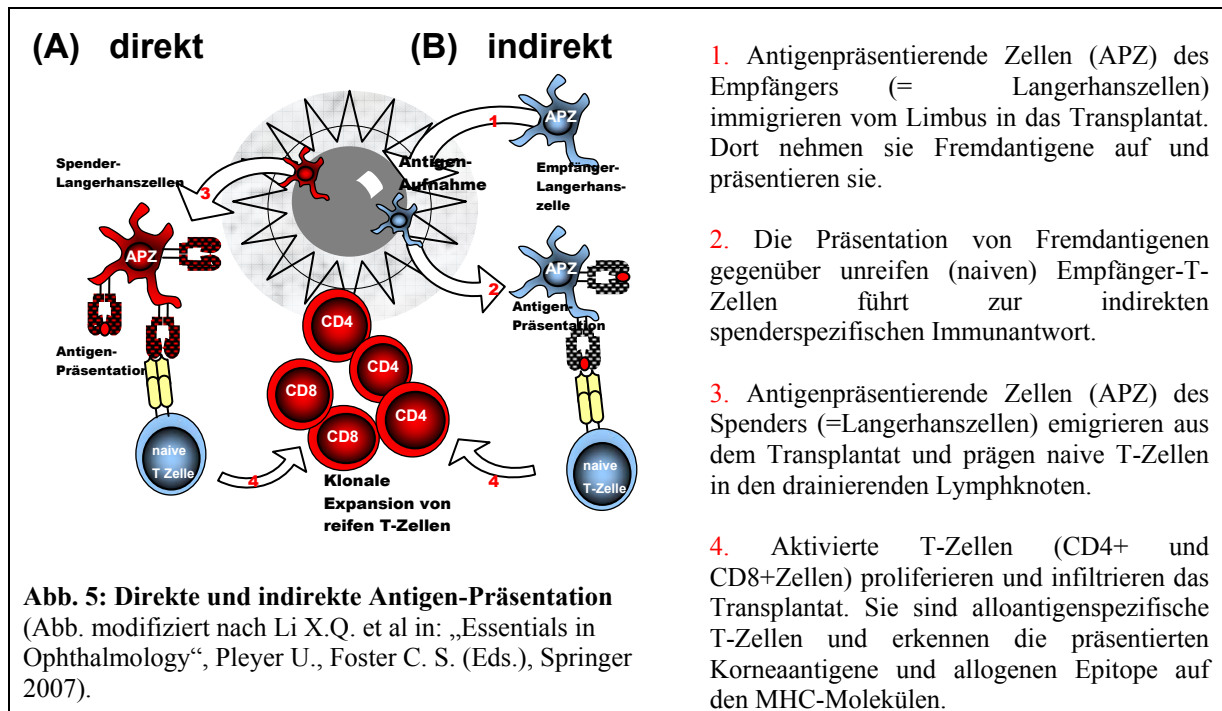 (A) direkt
(B) indirekt
Spender-
Langerhanszellen
3
APZ
Antigen-
Präsentation
naive
T Zelle
4
Antigen-
Aufnahme
1
APZ
Empfänger-
Langerhans-
zelle
2
APZ
Antigen-
Präsentation
naive
T-Zelle
4
CD4
CD4
CD8
CD4
CD8
Klonale
Expansion von
reifen T-Zellen
Abb. 5: Direkte und indirekte Antigen-Präsentation
(Abb. modifiziert nach Li X.Q. et al in: „Essentials in
Ophthalmology“, Pleyer U., Foster C. S. (Eds.), Springer
2007).
1. Antigenpräsentierende Zellen (APZ) des
Empfängers (= Langerhanszellen)
immigrieren vom Limbus in das Transplantat.
Dort nehmen sie Fremdantigene auf und
präsentieren sie.
2. Die Präsentation von Fremdantigenen
gegenüber unreifen (naiven) Empfänger-T-
Zellen führt zur indirekten
spenderspezifischen Immunantwort.
3. Antigenpräsentierende Zellen (APZ) des
Spenders (=Langerhanszellen) emigrieren aus
dem Transplantat und prägen naive T-Zellen
in den drainierenden Lymphknoten.
4. Aktivierte T-Zellen (CD4+ und
CD8+Zellen) proliferieren und infiltrieren das
Transplantat. Sie sind alloantigenspezifische
T-Zellen und erkennen die präsentierten
Korneaantigene und allogenen Epitope auf
den MHC-Molekülen.